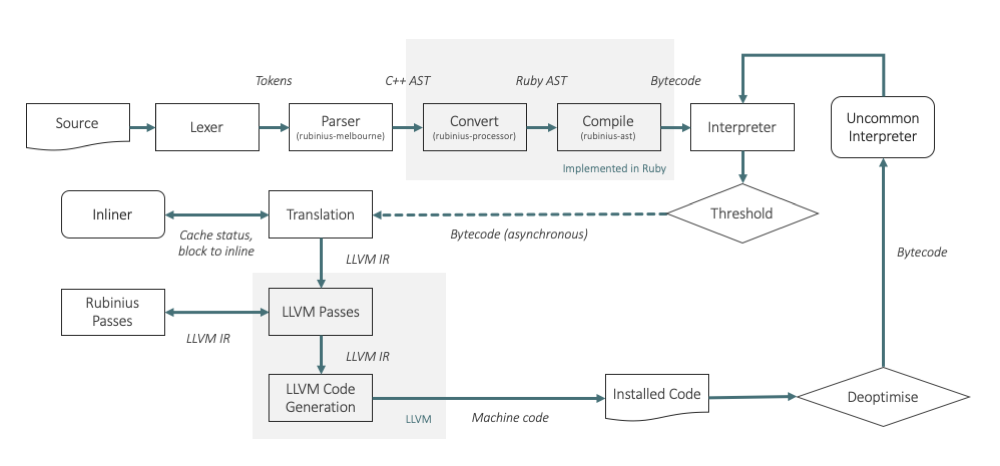 Tokens
C++ AST
Ruby AST
Bytecode
Source
Lexer
Parser
(rubinius-melbourne)
Convert
(rubinius-processor)
Compile
(rubinius-ast)
Interpreter
Uncommon
Interpreter
Implemented in Ruby
Inliner
Translation
Threshold
Cache status,
block to inline
Bytecode (asynchronous)
LLVM IR
Bytecode
Rubinius
Passes
LLVM Passes
LLVM IR
LLVM IR
LLVM Code
Generation
LLVM
Machine code
Installed Code
Deoptimise